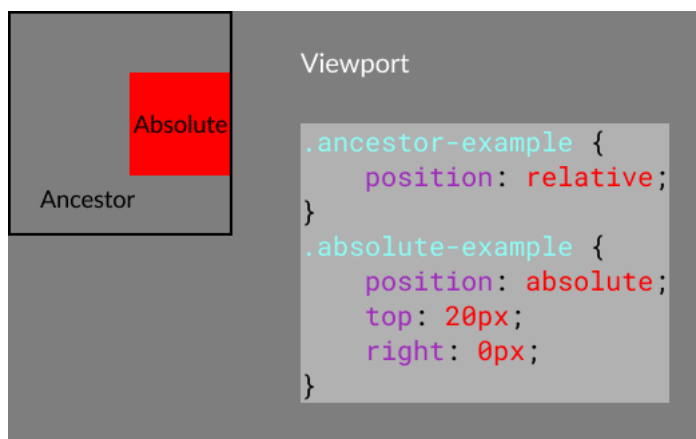 Absolute
Ancestor
Viewport
.ancestor-example {
    position: relative;
}
.absolute-example {
    position: absolute;
    top: 20px;
    right: 0px;
}